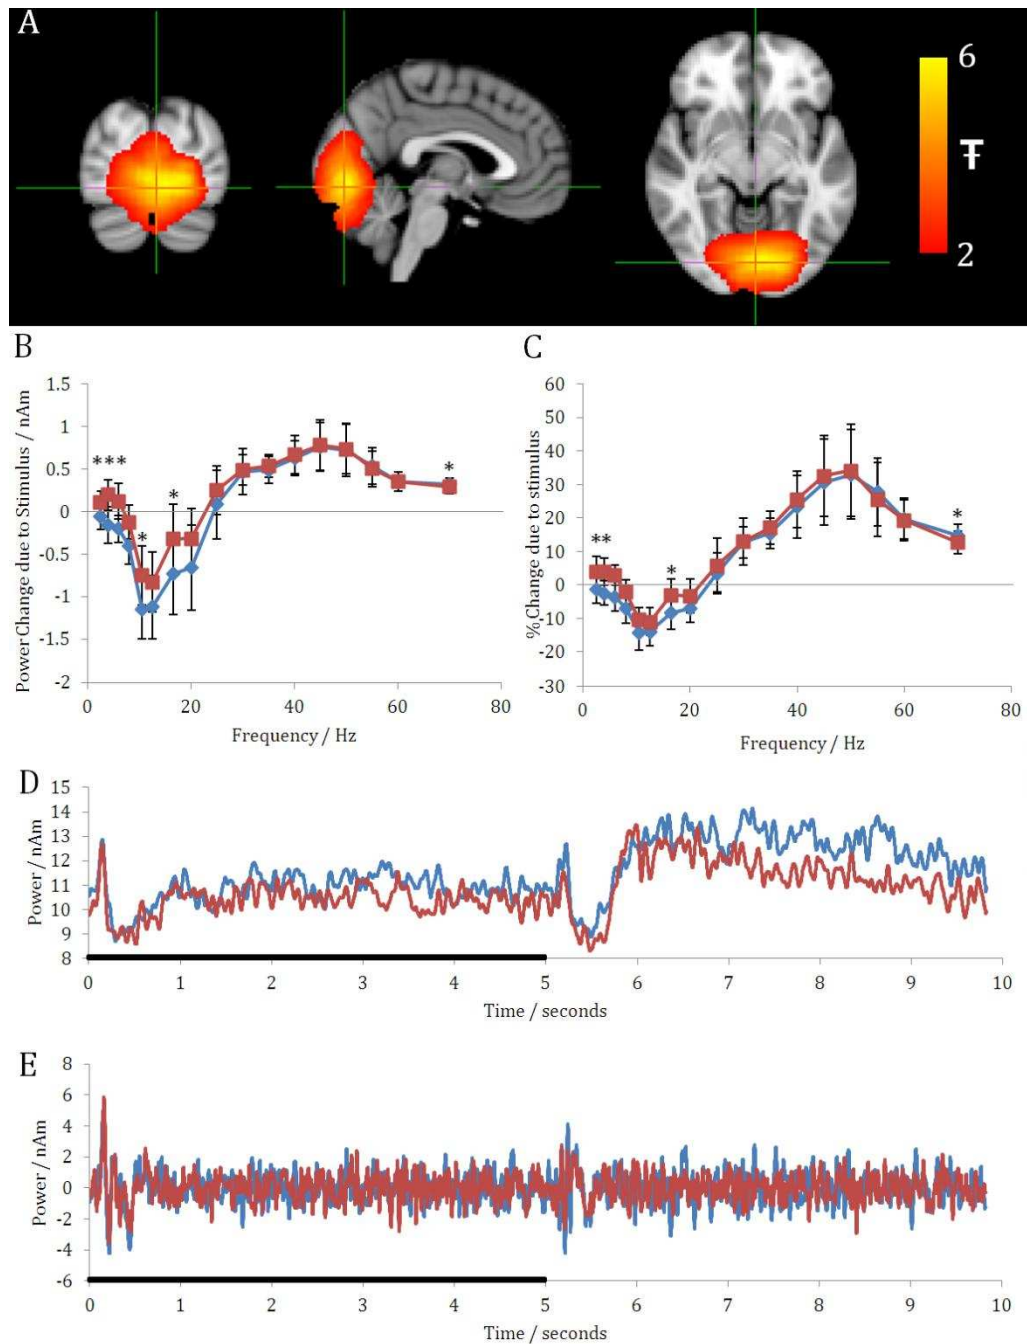 A
6
Ŧ
2
B
Power Change due to Stimulus / nAm
1.5
1
0.5
0
-0.5
-1
-1.5
-2
***
*
*
*
0 20 40 60 80
Frequency / Hz
C
% Change due to stimulus
60
50
40
30
20
10
0
-10
-20
-30
**
*
*
0 20 40 60 80
Frequency / Hz
D
Power / nAm
15
14
13
12
11
10
9
8
0 1 2 3 4 5 6 7 8 9 10
Time / seconds
E
Power / nAm
8
6
4
2
0
-2
-4
-6
0 1 2 3 4 5 6 7 8 9 10
Time / seconds